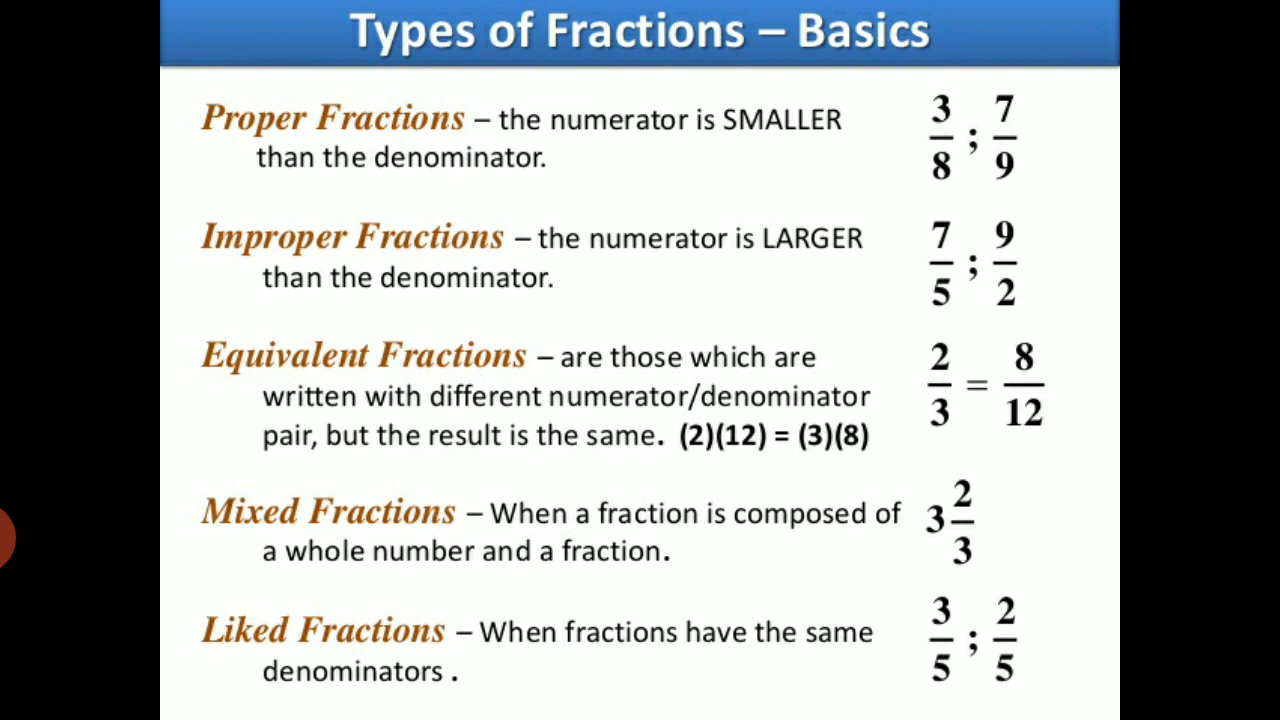 Types of Fractions – Basics
Proper Fractions – the numerator is SMALLER
than the denominator.
3/8 ; 7/9
Improper Fractions – the numerator is LARGER
than the denominator.
7/5 ; 9/2
Equivalent Fractions – are those which are
written with different numerator/denominator
pair, but the result is the same. (2)(12) = (3)(8)
2/3 = 8/12
Mixed Fractions – When a fraction is composed of
a whole number and a fraction.
3 2/3
Liked Fractions – When fractions have the same
denominators .
3/5 ; 2/5